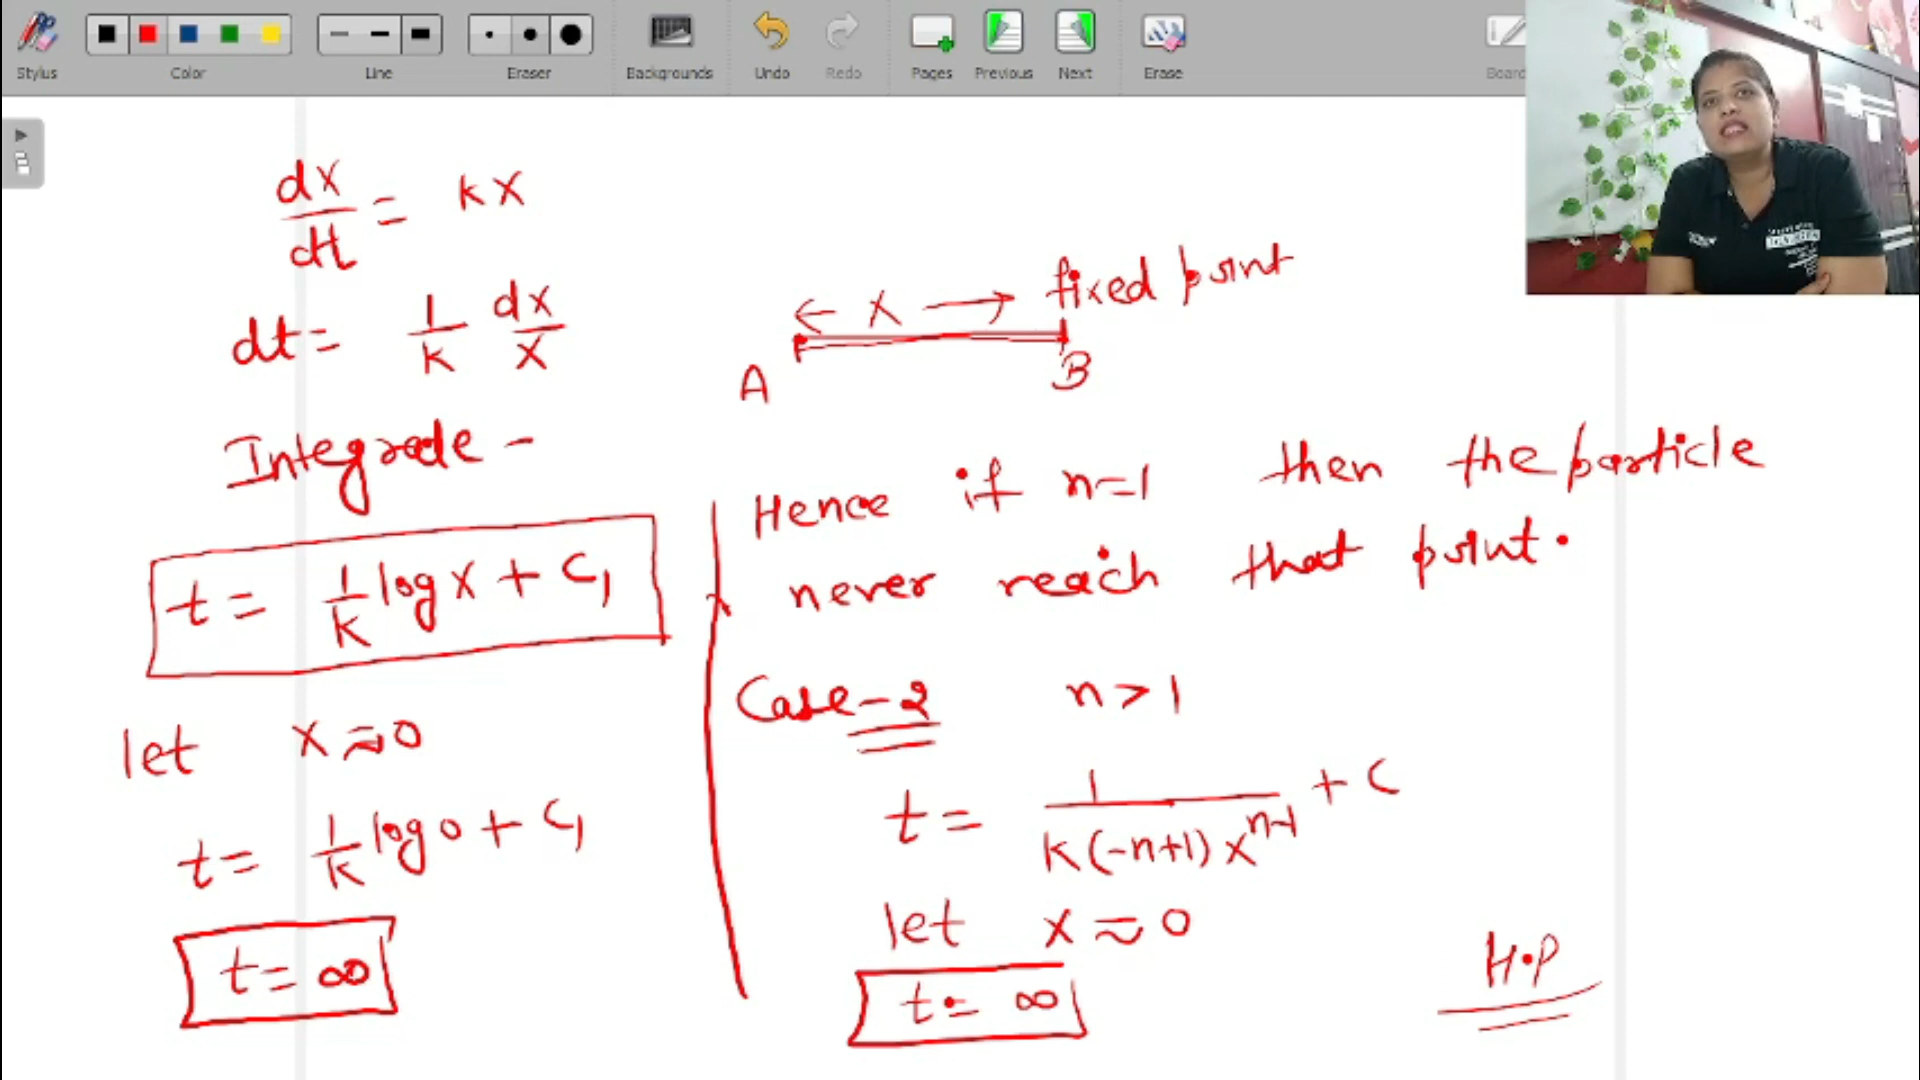 Stylus Color Line Eraser Backgrounds Undo Redo Pages Previous Next Erase Board
dx/dt = kx
dt = 1/k dx/x
← x → fixed point
A B
Integrate -
t = 1/k log x + C₁
let x ≈ 0
t = 1/k log 0 + C₁
t = ∞
Hence if n=1 then the particle
never reach that point.
Case-2 n > 1
t = 1/(k(-n+1) x^(n-1)) + C
let x ≈ 0
t = ∞
H.P